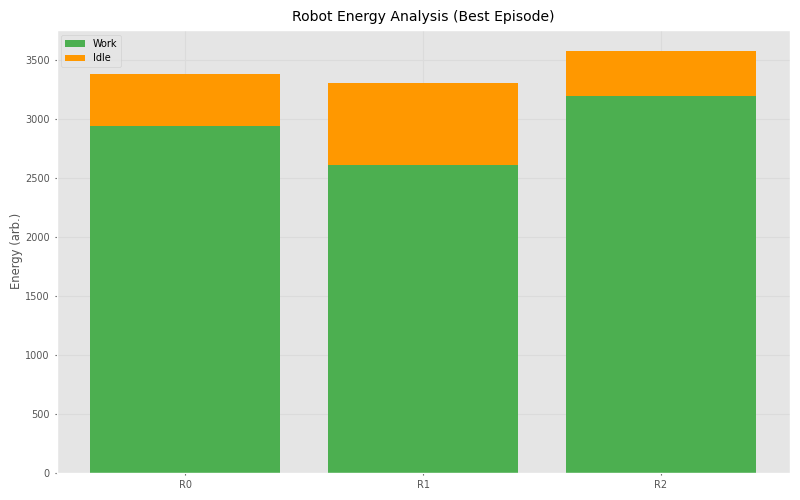 Robot Energy Analysis (Best Episode)
Work
Idle
3500
3000
2500
2000
1500
1000
500
0
Energy (arb.)
R0
R1
R2